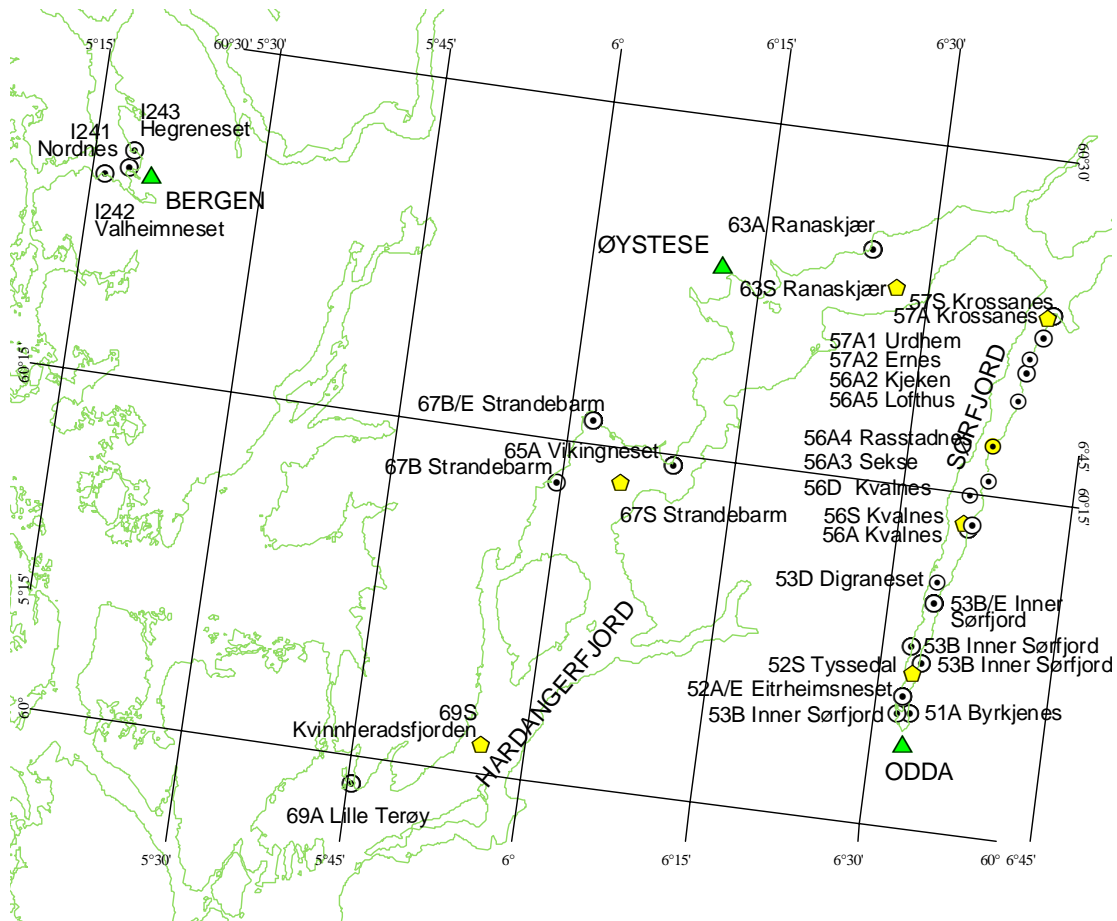 5°15'
60°30'
5°30'
5°45'
6°
6°15'
6°30'
I243
Hegreneset
I241
Nordnes
60°30'
BERGEN
I242
Valheimneset
63A Ranaskjær
ØYSTESE
63S Ranaskjær
57S Krossanes
57A Krossanes
57A1 Urdhem
57A2 Ernes
56A2 Kjeken
56A5 Lofthus
60°15'
67B/E Strandebarm
65A Vikingneset
67B Strandebarm
67S Strandebarm
SØRFJORD
56A4 Rasstadnes
56A3 Sekse
56D Kvalnes
56S Kvalnes
56A Kvalnes
6°45'
60°15'
5°15'
53D Digraneset
53B/E Inner
Sørfjord
53B Inner Sørfjord
52S Tyssedal
53B Inner Sørfjord
52A/E Eitrheimsneset
53B Inner Sørfjord
51A Byrkjenes
ODDA
60°
69S
Kvinnheradsfjorden
HARDANGERFJORD
69A Lille Terøy
5°30'
5°45'
6°
6°15'
6°30'
60°
6°45'